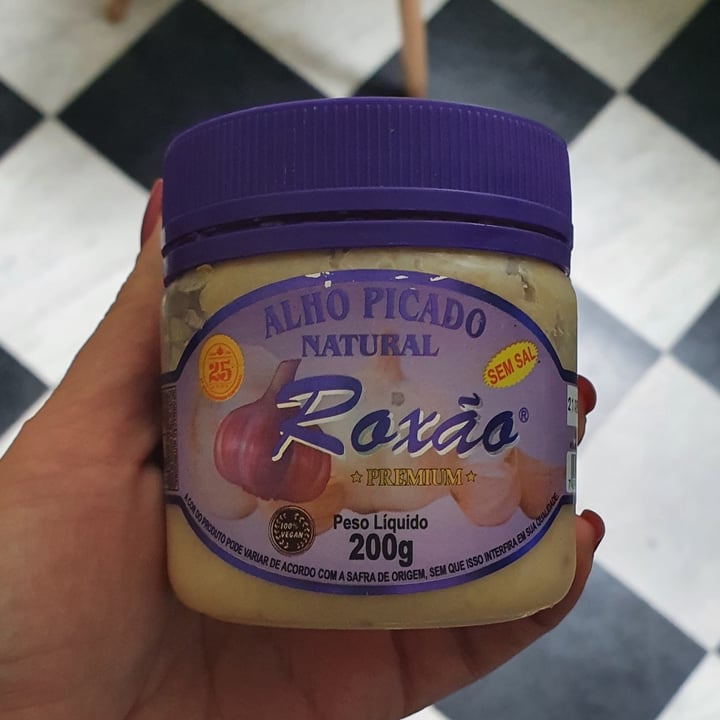 ALHO PICADO
NATURAL
25
SEM SAL
Roxão®
PREMIUM
100%
VEGAN
Peso Líquido
200g
A COR DO PRODUTO PODE VARIAR DE ACORDO COM A SAFRA DE ORIGEM, SEM QUE ISSO INTERFIRA EM SUA QUALIDADE